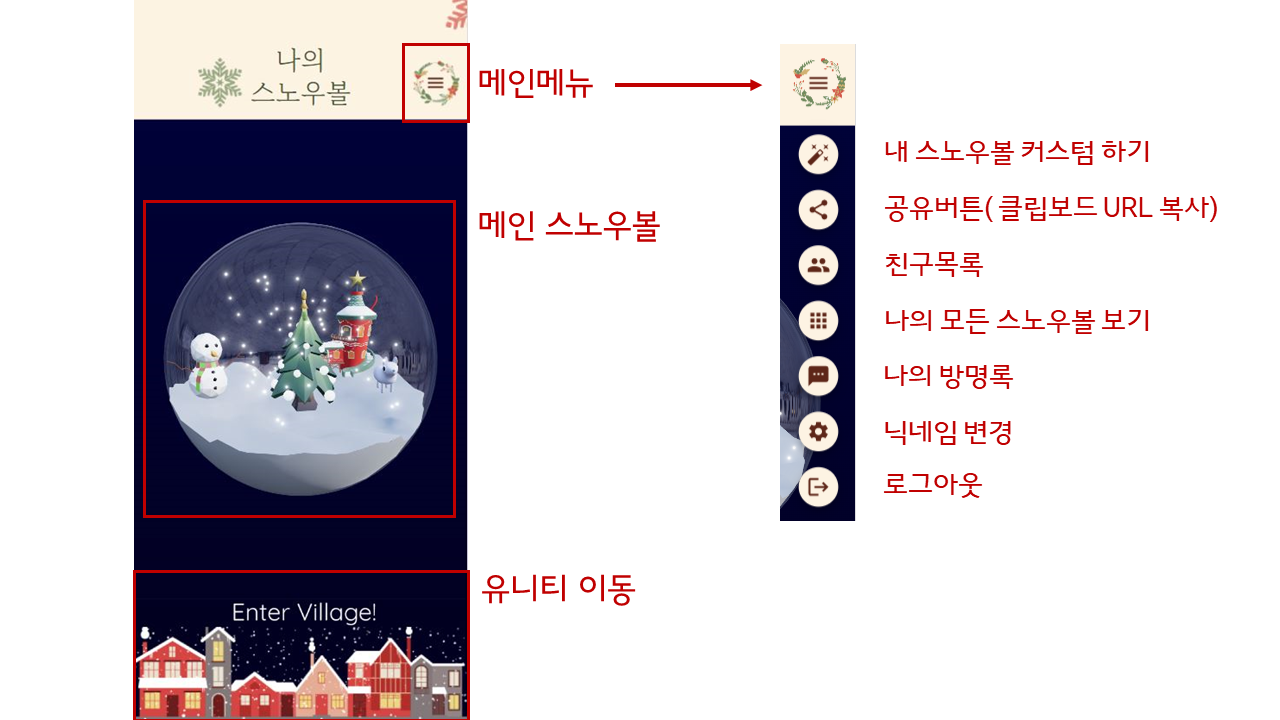 나의
스노우볼
메인메뉴
메인 스노우볼
Enter Village!
유니티 이동
내 스노우볼 커스텀 하기
공유버튼( 클립보드 URL 복사)
친구목록
나의 모든 스노우볼 보기
나의 방명록
닉네임 변경
로그아웃